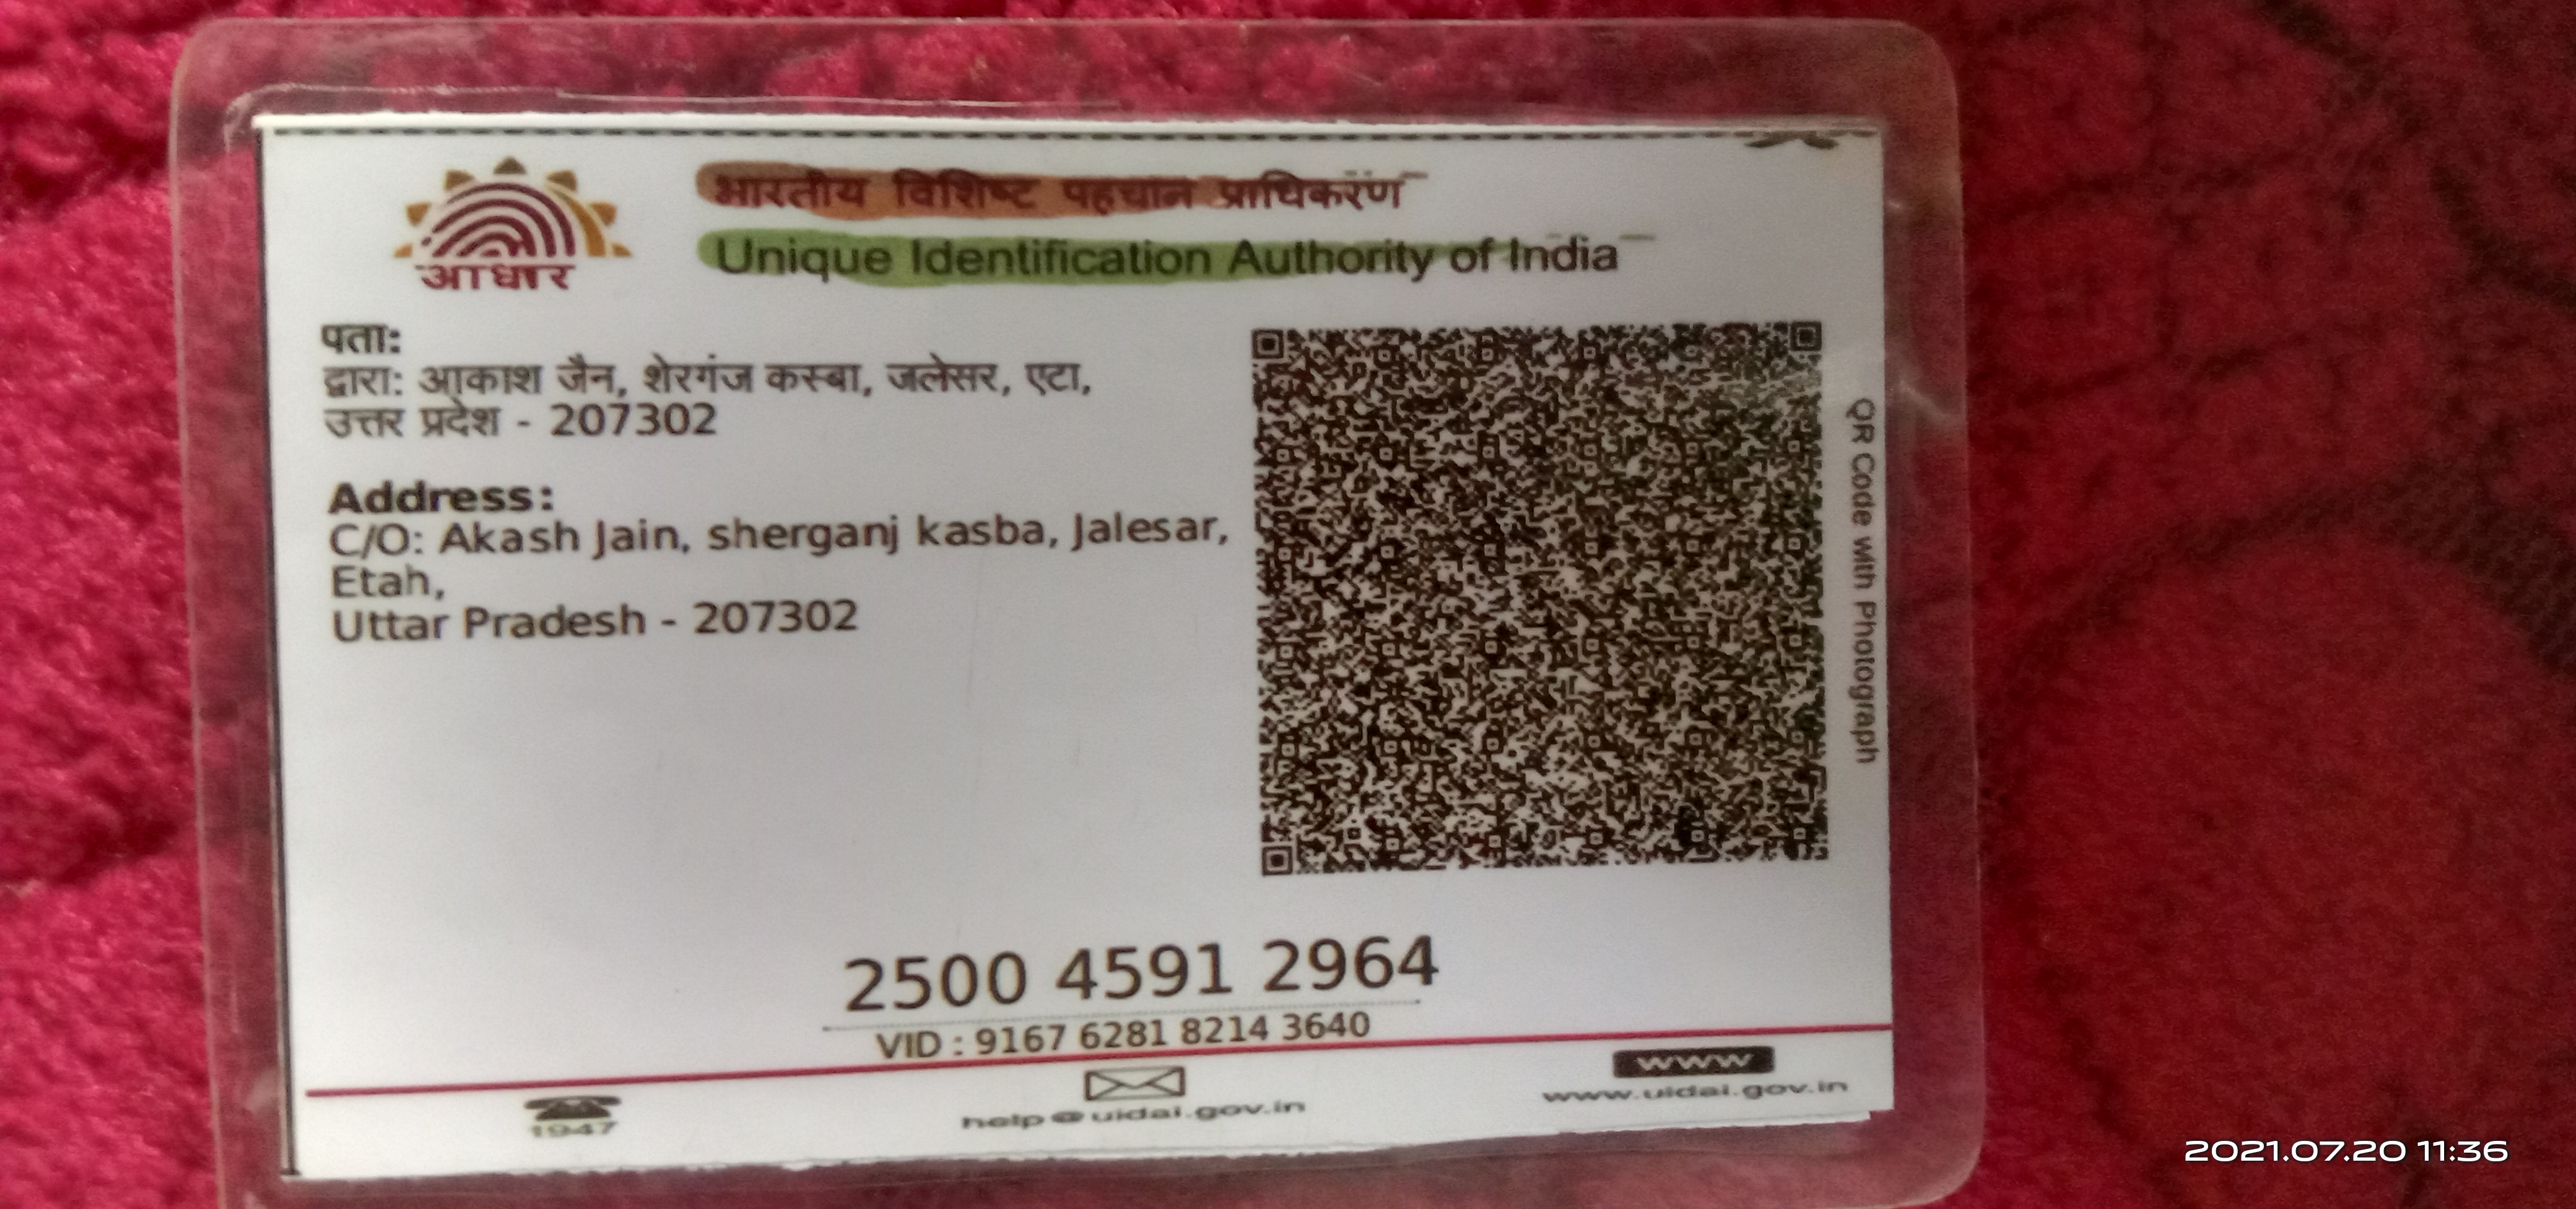 आधार
भारतीय विशिष्ट पहचान प्राधिकरण
Unique Identification Authority of India
पता:
द्वारा: आकाश जैन, शेरगंज कस्बा, जलेसर, एटा,
उत्तर प्रदेश - 207302
Address:
C/O: Akash Jain, sherganj kasba, Jalesar,
Etah,
Uttar Pradesh - 207302
QR Code with Photograph
2500 4591 2964
VID : 9167 6281 8214 3640
1947
help@uidai.gov.in
www
www.uidai.gov.in
2021.07.20 11:36